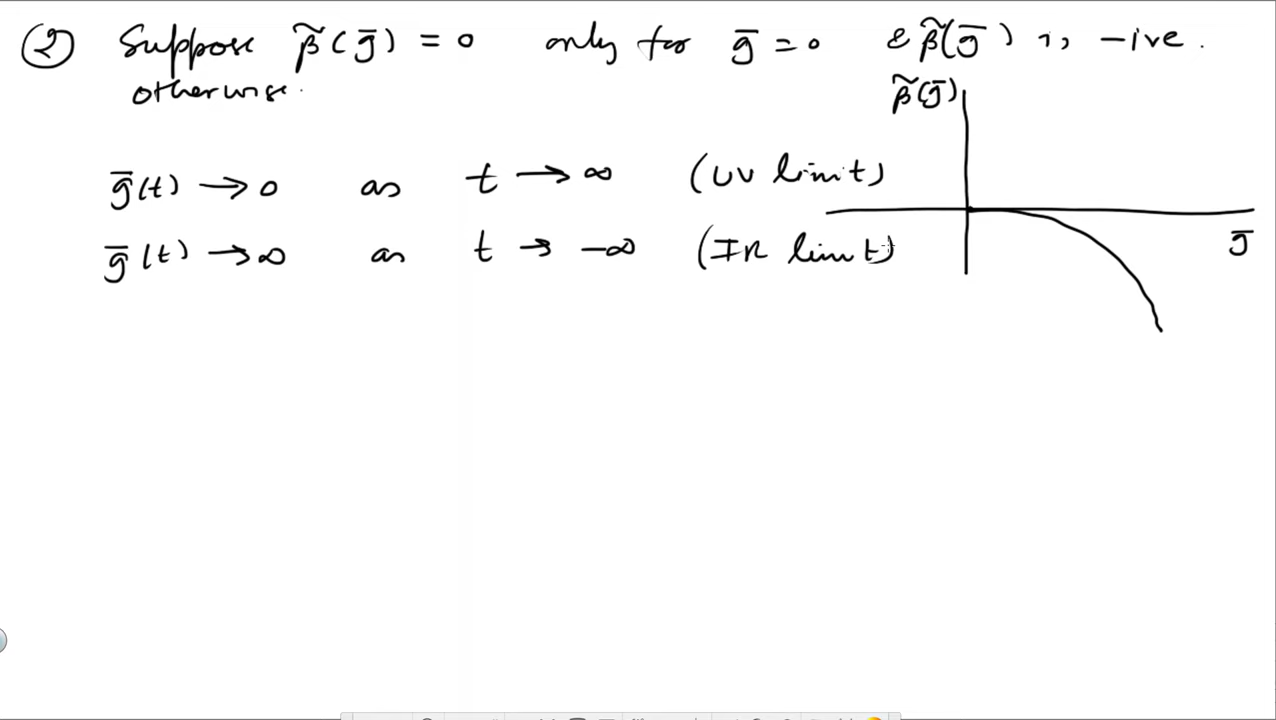 ② Suppose β̃(ḡ) = 0 only for ḡ = 0 & β̃(ḡ) is -ive.
otherwise.
β̃(ḡ)
ḡ(t) → 0 as t → ∞ (UV limit)
ḡ(t) → ∞ as t → -∞ (IR limit)
ḡ